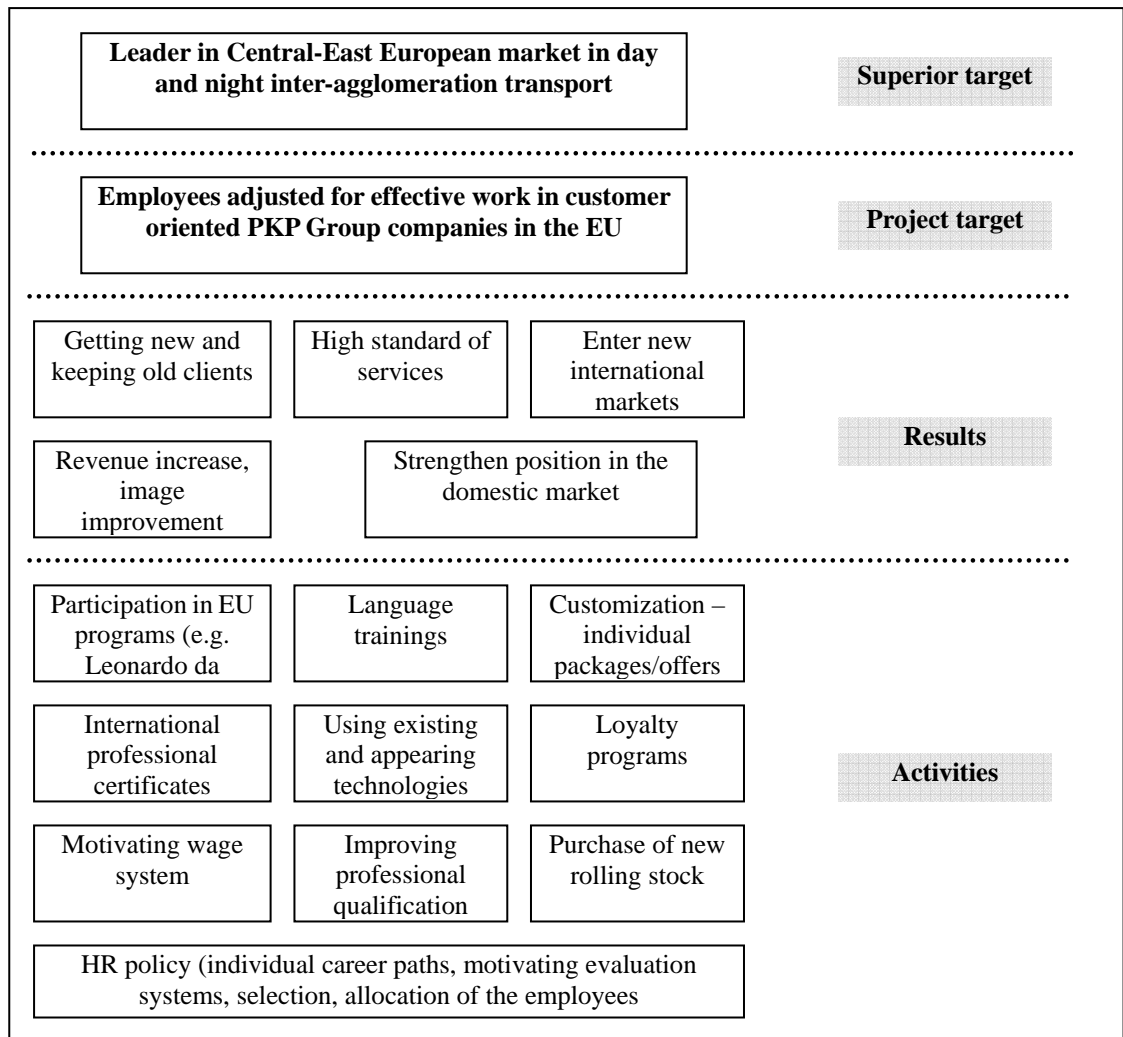 Leader in Central-East European market in day
and night inter-agglomeration transport
Superior target
Employees adjusted for effective work in customer
oriented PKP Group companies in the EU
Project target
Getting new and
keeping old clients
High standard of
services
Enter new
international
markets
Revenue increase,
image
improvement
Strengthen position in the
domestic market
Results
Participation in EU
programs (e.g.
Leonardo da
Language
trainings
Customization –
individual
packages/offers
International
professional
certificates
Using existing
and appearing
technologies
Loyalty
programs
Activities
Motivating wage
system
Improving
professional
qualification
Purchase of new
rolling stock
HR policy (individual career paths, motivating evaluation
systems, selection, allocation of the employees